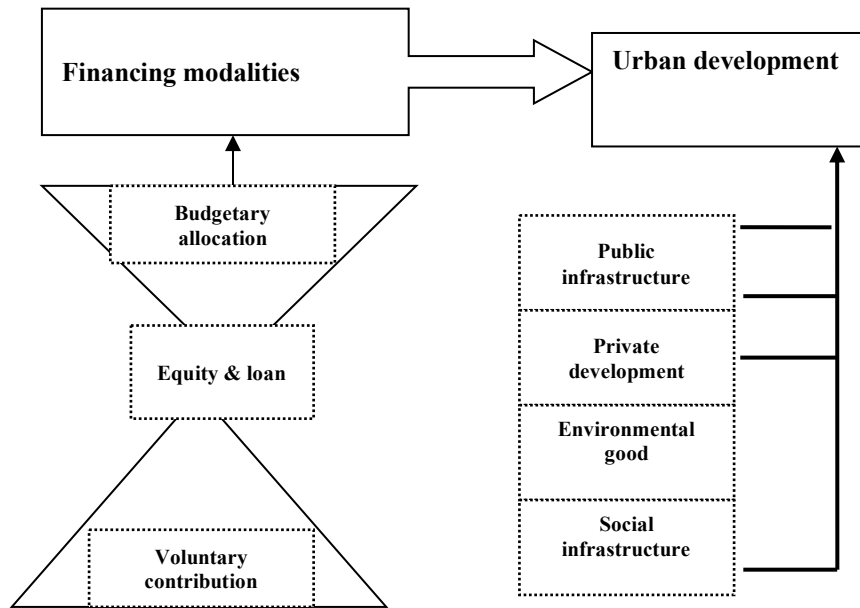 Financing modalities
Urban development
Budgetary
allocation
Equity & loan
Voluntary
contribution
Public
infrastructure
Private
development
Environmental
good
Social
infrastructure